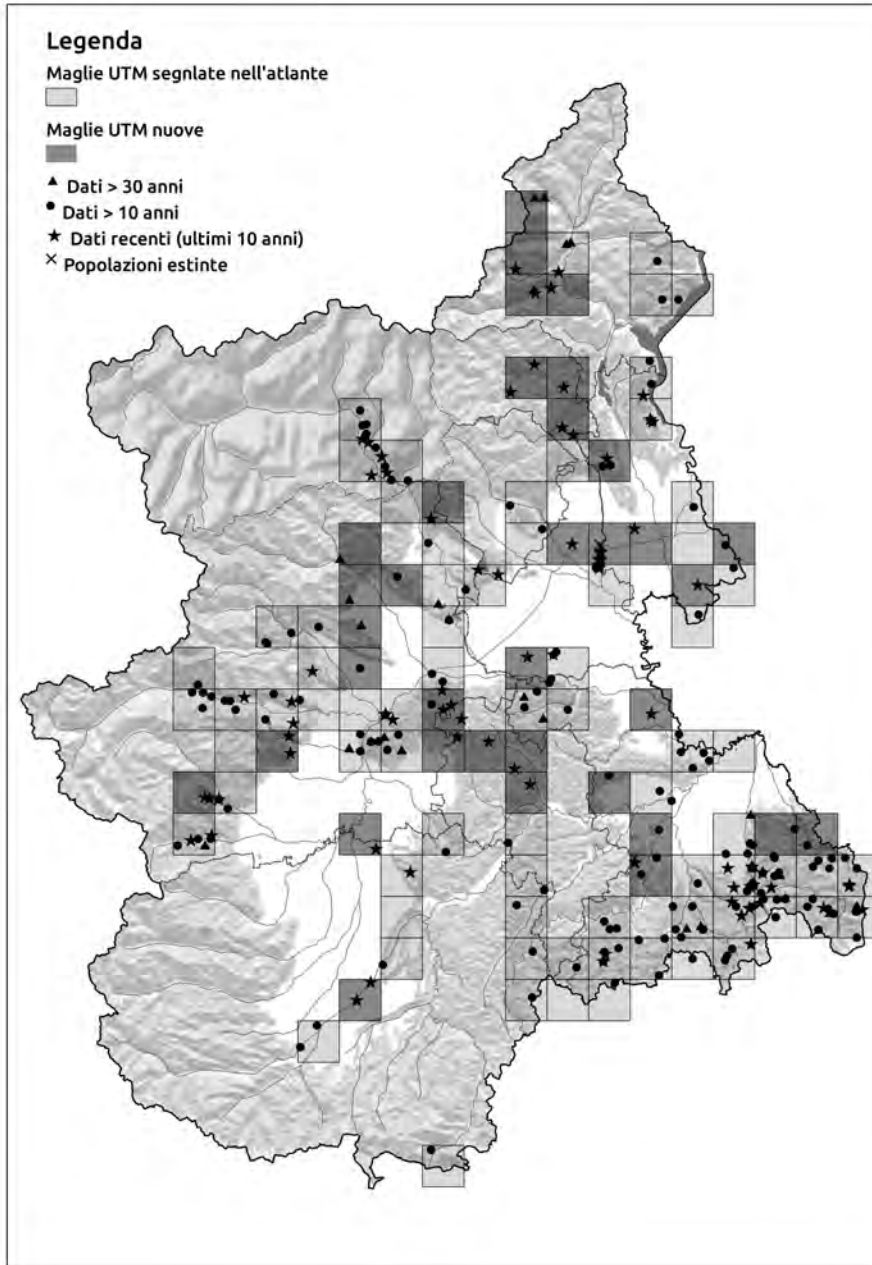 Legenda
Maglie UTM segnlate nell'atlante
Maglie UTM nuove
Dati > 30 anni
Dati > 10 anni
Dati recenti (ultimi 10 anni)
Popolazioni estinte